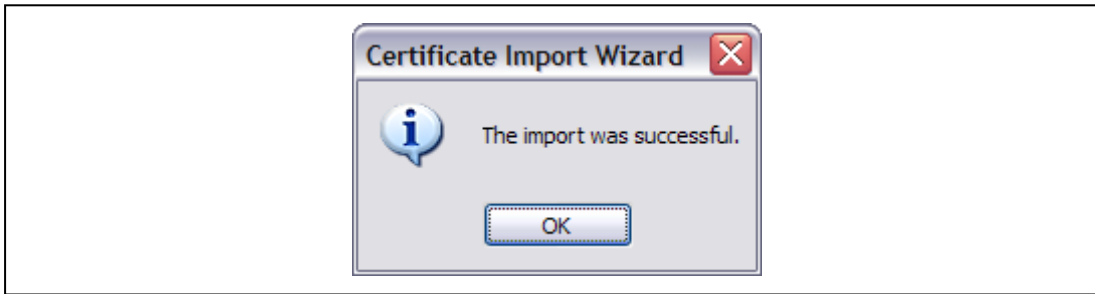 Certificate Import Wizard
The import was successful.
OK